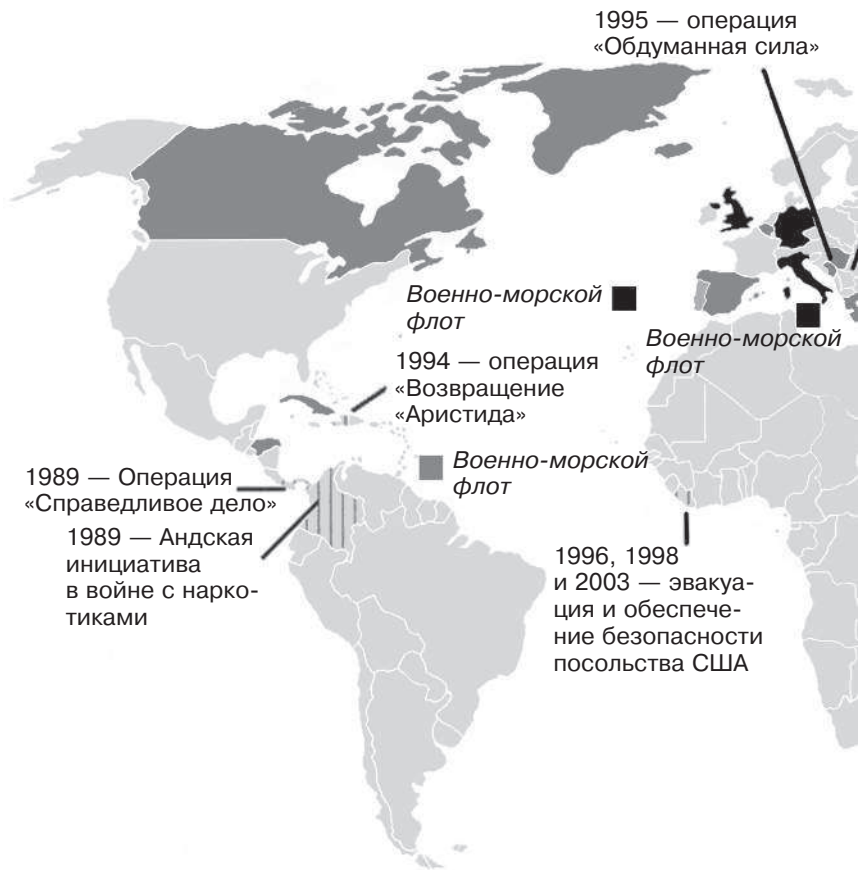 1995 — операция
«Обдуманная сила»
Военно-морской
флот
Военно-морской
флот
1994 — операция
«Возвращение
«Аристида»
Военно-морской
флот
1989 — Операция
«Справедливое дело»
1989 — Андская
инициатива
в войне с нарко-
тиками
1996, 1998
и 2003 — эвакуа-
ция и обеспече-
ние безопасности
посольства США